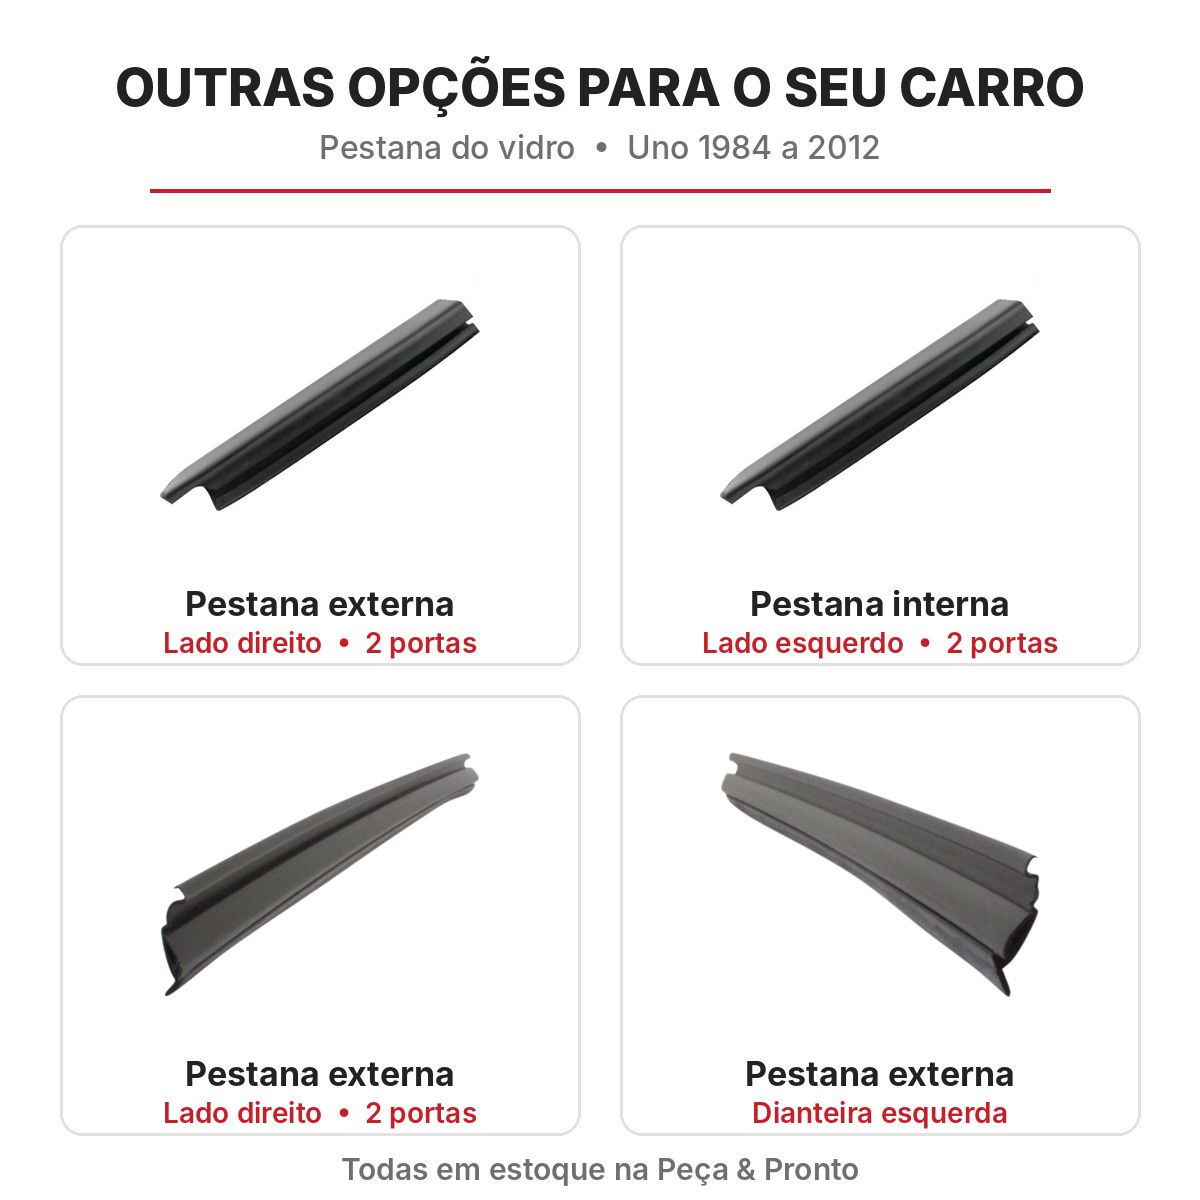 OUTRAS OPÇÕES PARA O SEU CARRO
Pestana do vidro • Uno 1984 a 2012
Pestana externa
Lado direito • 2 portas
Pestana interna
Lado esquerdo • 2 portas
Pestana externa
Lado direito • 2 portas
Pestana externa
Dianteira esquerda
Todas em estoque na Peça & Pronto